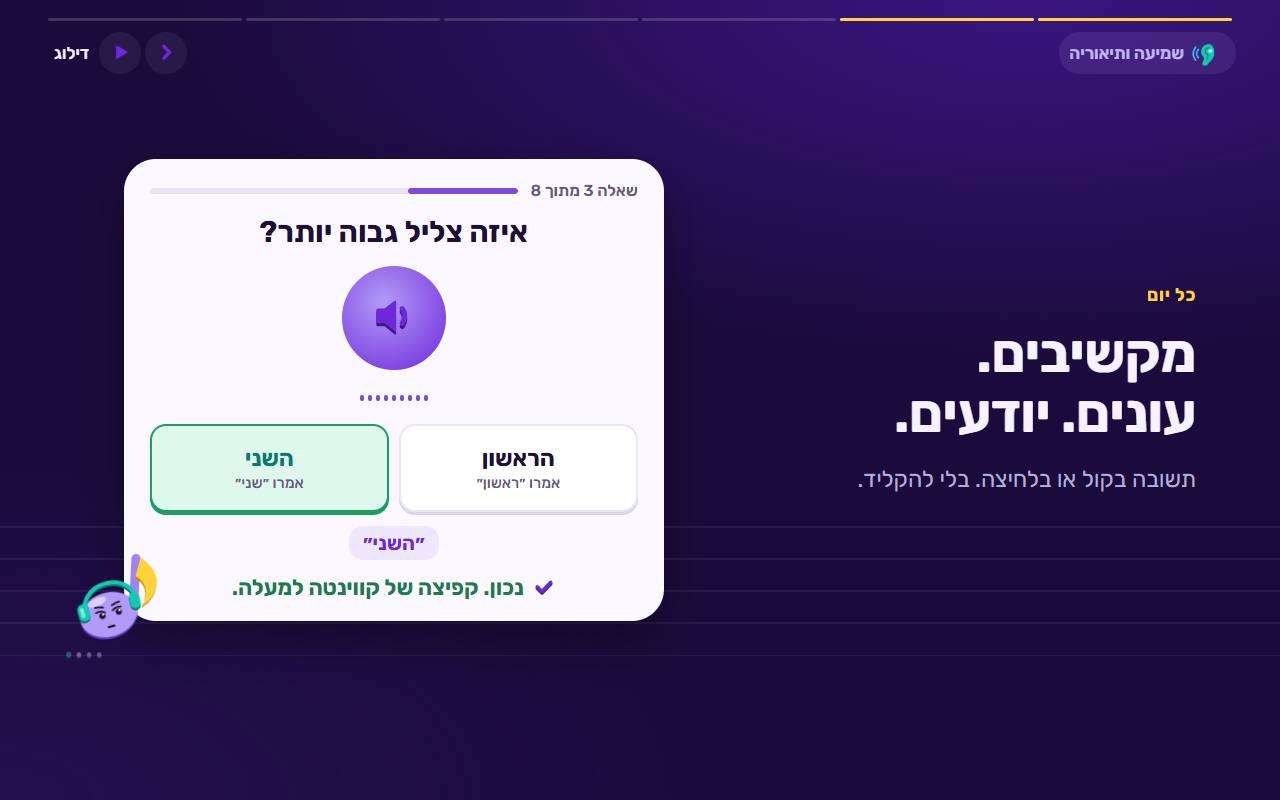 שמיעה ותיאוריה
דילוג
כל יום
מקשיבים.
עונים. יודעים.
תשובה בקול או בלחיצה. בלי להקליד.
שאלה 3 מתוך 8
איזה צליל גבוה יותר?
הראשון
אמרו ״ראשון״
השני
אמרו ״שני״
״השני״
נכון. קפיצה של קווינטה למעלה.